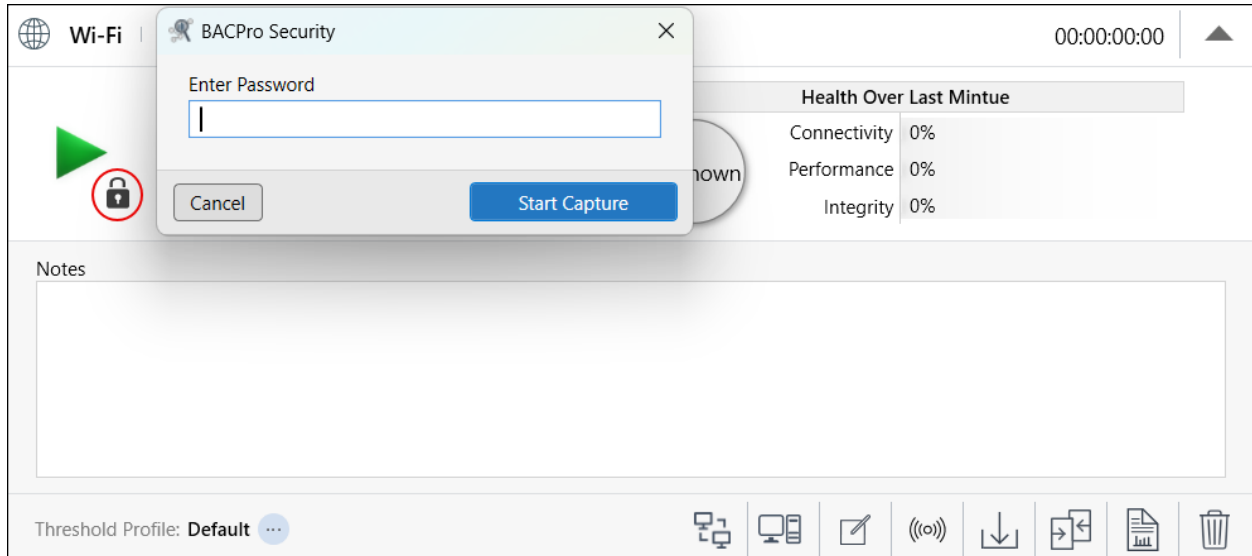 Wi-Fi
BACPro Security
00:00:00:00
Enter Password
Health Over Last Mintue
Connectivity 0%
Performance 0%
Integrity 0%
Cancel
Start Capture
Notes
Threshold Profile: Default ...